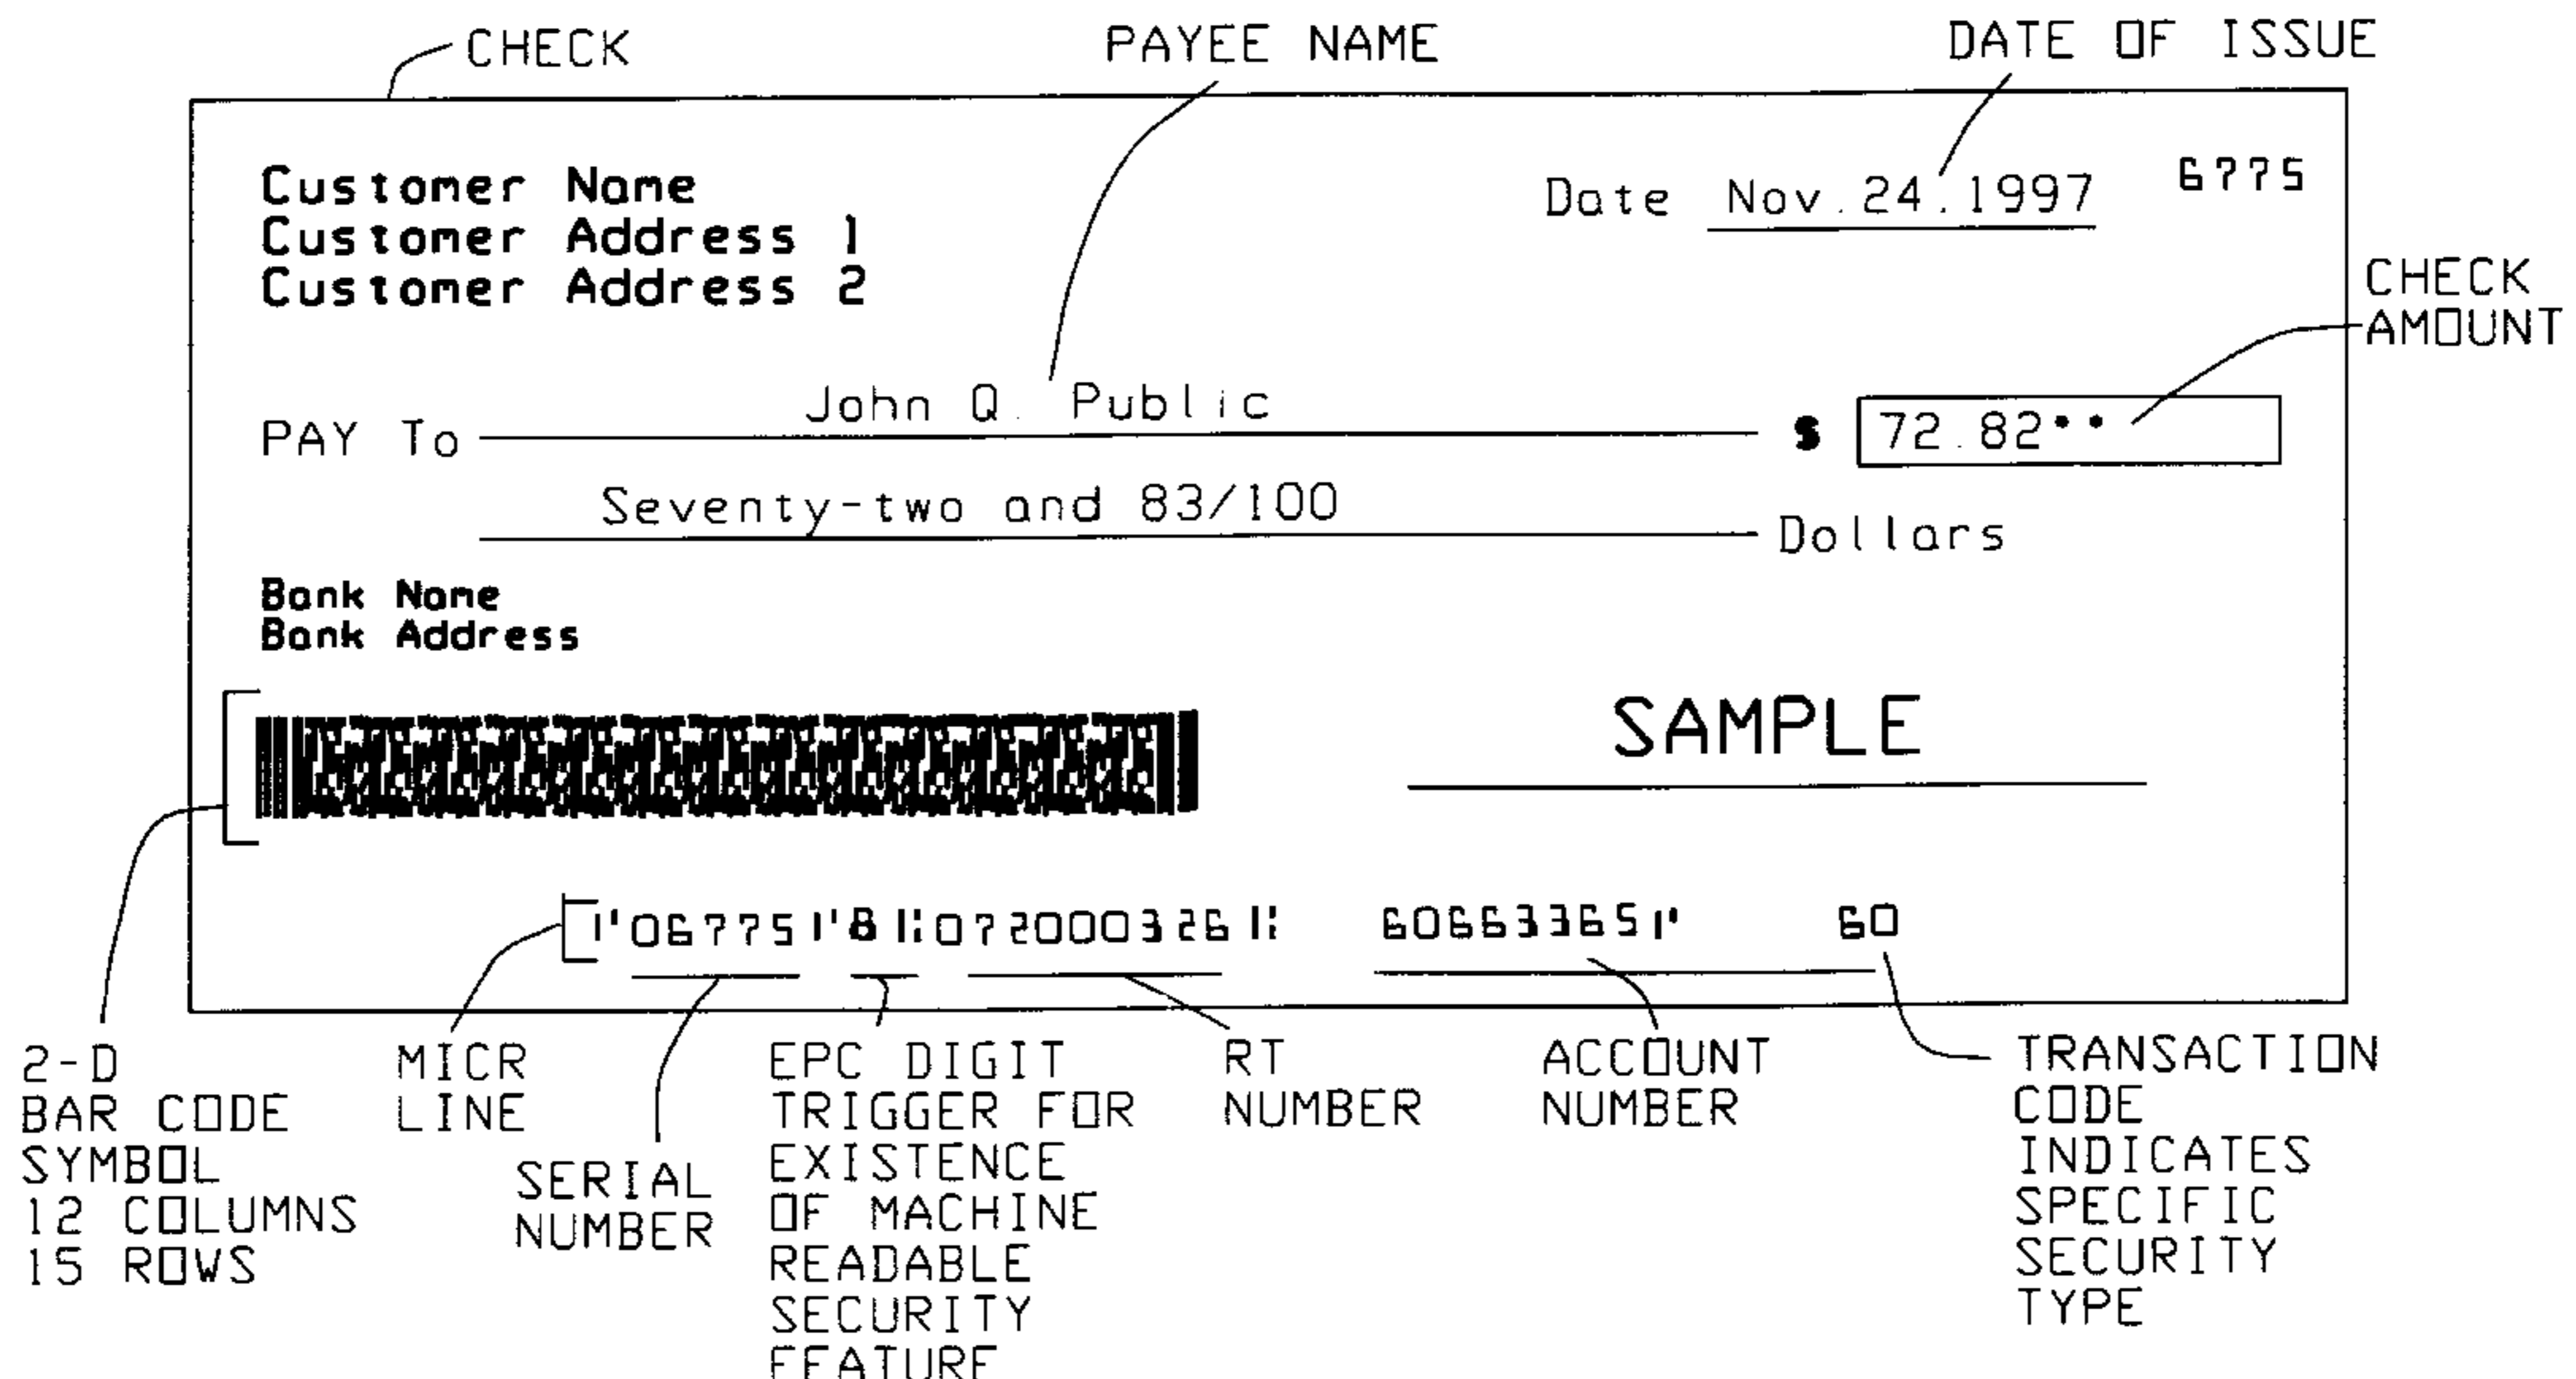 CHECK
PAYEE NAME
DATE OF ISSUE
Customer Name
Customer Address 1
Customer Address 2
Date Nov.24.1997
6775
CHECK
AMOUNT
PAY To John Q. Public $ 72.82**
Seventy-two and 83/100 Dollars
Bank Name
Bank Address
SAMPLE
⑈067751⑈81⑆072000326⑆ 606633651⑈ 60
2-D
BAR CODE
SYMBOL
12 COLUMNS
15 ROWS
MICR
LINE
SERIAL
NUMBER
EPC DIGIT
TRIGGER FOR
EXISTENCE
OF MACHINE
READABLE
SECURITY
FEATURE
RT
NUMBER
ACCOUNT
NUMBER
TRANSACTION
CODE
INDICATES
SPECIFIC
SECURITY
TYPE